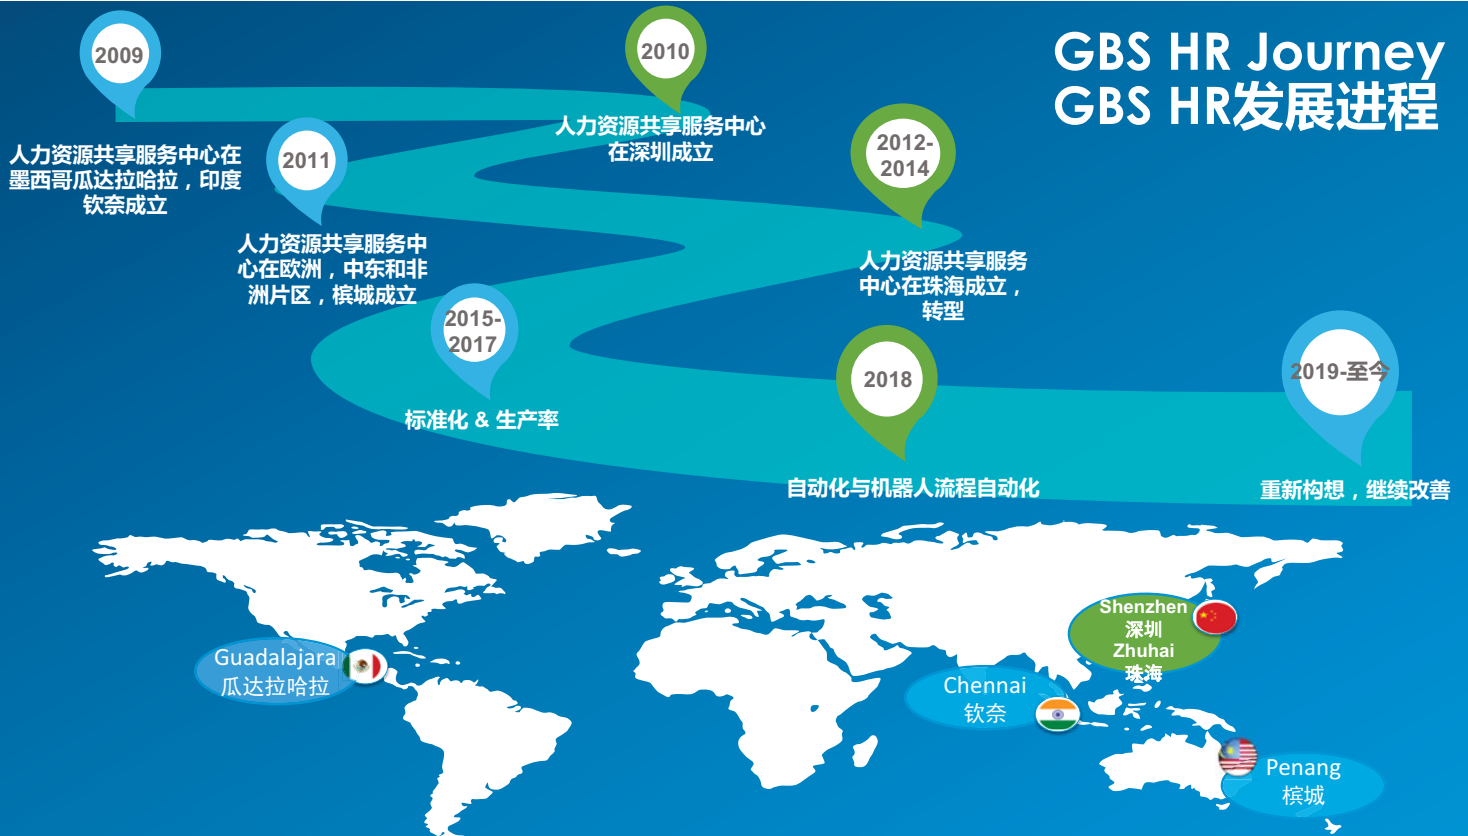 GBS HR Journey
GBS HR发展进程
2009
人力资源共享服务中心在
墨西哥瓜达拉哈拉，印度
钦奈成立
2010
人力资源共享服务中心
在深圳成立
2011
人力资源共享服务中
心在欧洲，中东和非
洲片区，槟城成立
2012-
2014
人力资源共享服务
中心在珠海成立，
转型
2015-
2017
标准化 & 生产率
2018
自动化与机器人流程自动化
2019-至今
重新构想，继续改善
Guadalajara
瓜达拉哈拉
Shenzhen
深圳
Zhuhai
珠海
Chennai
钦奈
Penang
槟城